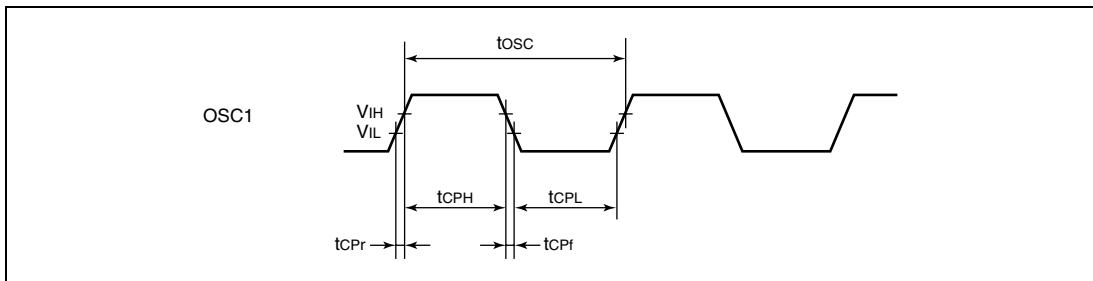 tOSC
OSC1
VIH
VIL
tCPH
tCPL
tCPr
tCPf